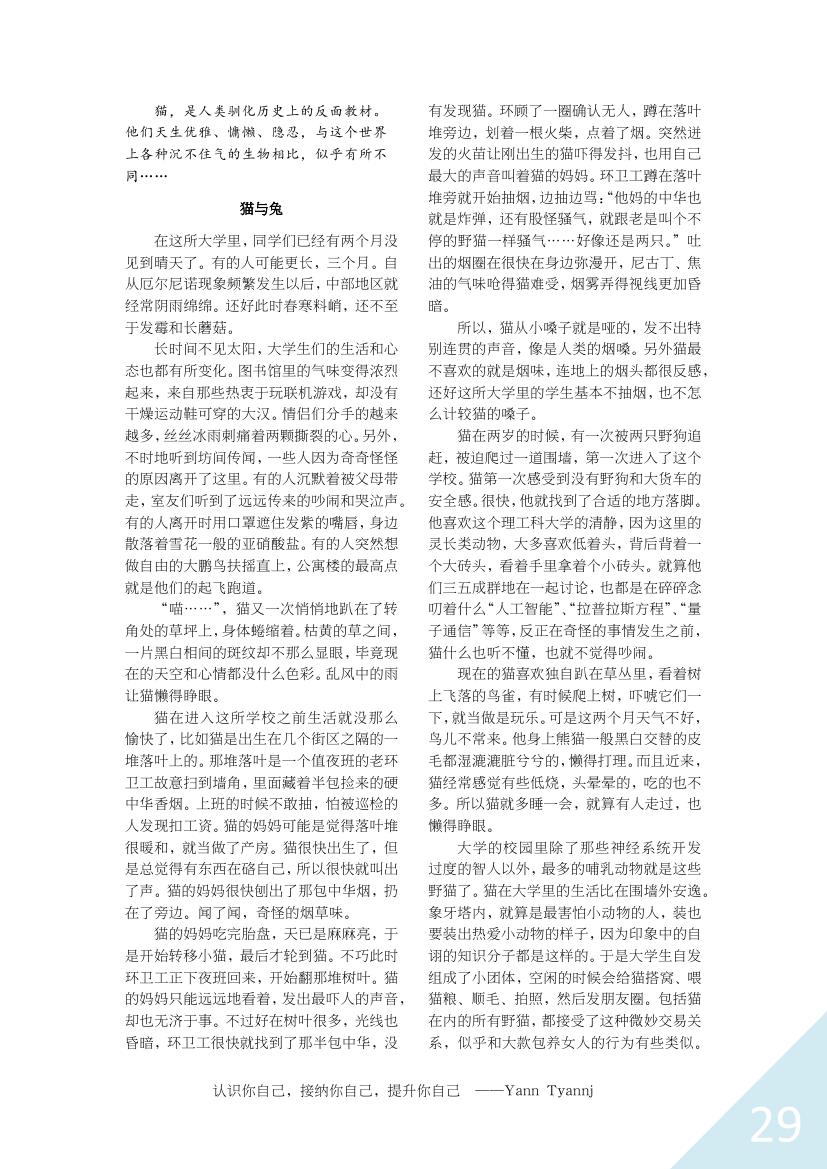 猫，是人类驯化历史上的反面教材。
他们天生优雅、慵懒、隐忍，与这个世界
上各种沉不住气的生物相比，似乎有所不
同……
猫与兔
在这所大学里，同学们已经有两个月没
见到晴天了。有的人可能更长，三个月。自
从厄尔尼诺现象频繁发生以后，中部地区就
经常阴雨绵绵。还好此时春寒料峭，还不至
于发霉和长蘑菇。
长时间不见太阳，大学生们的生活和心
态也都有所变化。图书馆里的气味变得浓烈
起来，来自那些热衷于玩联机游戏，却没有
干燥运动鞋可穿的大汉。情侣们分手的越来
越多，丝丝冰雨刺痛着两颗撕裂的心。另外，
不时地听到坊间传闻，一些人因为奇奇怪怪
的原因离开了这里。有的人沉默着被父母带
走，室友们听到了远远传来的吵闹和哭泣声。
有的人离开时用口罩遮住发紫的嘴唇，身边
散落着雪花一般的亚硝酸盐。有的人突然想
做自由的大鹏鸟扶摇直上，公寓楼的最高点
就是他们的起飞跑道。
“喵……”，猫又一次悄悄地趴在了转
角处的草坪上，身体蜷缩着。枯黄的草之间，
一片黑白相间的斑纹却不那么显眼，毕竟现
在的天空和心情都没什么色彩。乱风中的雨
让猫懒得睁眼。
猫在进入这所学校之前生活就没那么
愉快了，比如猫是出生在几个街区之隔的一
堆落叶上的。那堆落叶是一个值夜班的老环
卫工故意扫到墙角，里面藏着半包捡来的硬
中华香烟。上班的时候不敢抽，怕被巡检的
人发现扣工资。猫的妈妈可能是觉得落叶堆
很暖和，就当做了产房。猫很快出生了，但
是总觉得有东西在硌自己，所以很快就叫出
了声。猫的妈妈很快刨出了那包中华烟，扔
在了旁边。闻了闻，奇怪的烟草味。
猫的妈妈吃完胎盘，天已是麻麻亮，于
是开始转移小猫，最后才轮到猫。不巧此时
环卫工正下夜班回来，开始翻那堆树叶。猫
的妈妈只能远远地看着，发出最吓人的声音，
却也无济于事。不过好在树叶很多，光线也
昏暗，环卫工很快就找到了那半包中华，没
有发现猫。环顾了一圈确认无人，蹲在落叶
堆旁边，划着一根火柴，点着了烟。突然迸
发的火苗让刚出生的猫吓得发抖，也用自己
最大的声音叫着猫的妈妈。环卫工蹲在落叶
堆旁就开始抽烟，边抽边骂：“他妈的中华也
就是炸弹，还有股怪骚气，就跟老是叫个不
停的野猫一样骚气……好像还是两只。”吐
出的烟圈在很快在身边弥漫开，尼古丁、焦
油的气味呛得猫难受，烟雾弄得视线更加昏
暗。
所以，猫从小嗓子就是哑的，发不出特
别连贯的声音，像是人类的烟嗓。另外猫最
不喜欢的就是烟味，连地上的烟头都很反感，
还好这所大学里的学生基本不抽烟，也不怎
么计较猫的嗓子。
猫在两岁的时候，有一次被两只野狗追
赶，被迫爬过一道围墙，第一次进入了这个
学校。猫第一次感受到没有野狗和大货车的
安全感。很快，他就找到了合适的地方落脚。
他喜欢这个理工科大学的清静，因为这里的
灵长类动物，大多喜欢低着头，背后背着一
个大砖头，看着手里拿着个小砖头。就算他
们三五成群地在一起讨论，也都是在碎碎念
叨着什么“人工智能”、“拉普拉斯方程”、“量
子通信”等等，反正在奇怪的事情发生之前，
猫什么也听不懂，也就不觉得吵闹。
现在的猫喜欢独自趴在草丛里，看着树
上飞落的鸟雀，有时候爬上树，吓唬它们一
下，就当做是玩乐。可是这两个月天气不好，
鸟儿不常来。他身上熊猫一般黑白交替的皮
毛都湿漉漉脏兮兮的，懒得打理。而且近来，
猫经常感觉有些低烧，头晕晕的，吃的也不
多。所以猫就多睡一会，就算有人走过，也
懒得睁眼。
大学的校园里除了那些神经系统开发
过度的智人以外，最多的哺乳动物就是这些
野猫了。猫在大学里的生活比在围墙外安逸。
象牙塔内，就算是最害怕小动物的人，装也
要装出热爱小动物的样子，因为印象中的自
诩的知识分子都是这样的。于是大学生自发
组成了小团体，空闲的时候会给猫搭窝、喂
猫粮、顺毛、拍照，然后发朋友圈。包括猫
在内的所有野猫，都接受了这种微妙交易关
系，似乎和大款包养女人的行为有些类似。
认识你自己，接纳你自己，提升你自己 ——Yann Tyannj
29